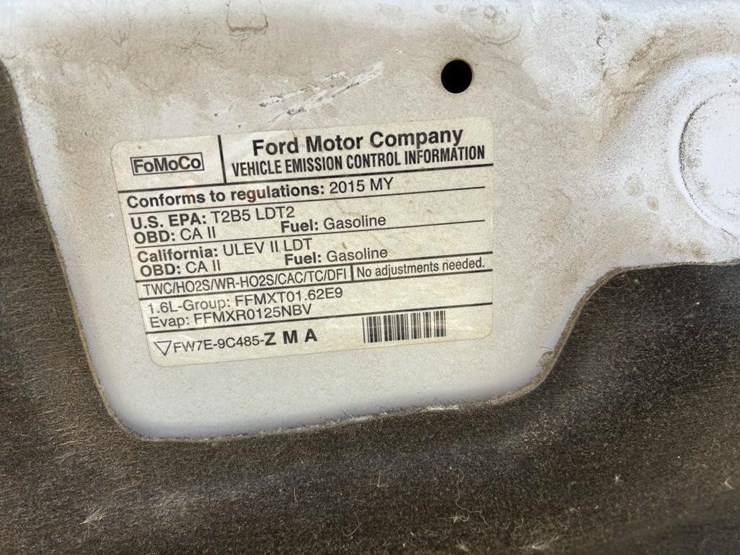 FoMoCo
Ford Motor Company
VEHICLE EMISSION CONTROL INFORMATION
Conforms to regulations: 2015 MY
U.S. EPA: T2B5 LDT2
OBD: CA II Fuel: Gasoline
California: ULEV II LDT
OBD: CA II Fuel: Gasoline
TWC/HO2S/WR-HO2S/CAC/TC/DFI No adjustments needed.
1.6L-Group: FFMXT01.62E9
Evap: FFMXR0125NBV
FW7E-9C485-Z M A